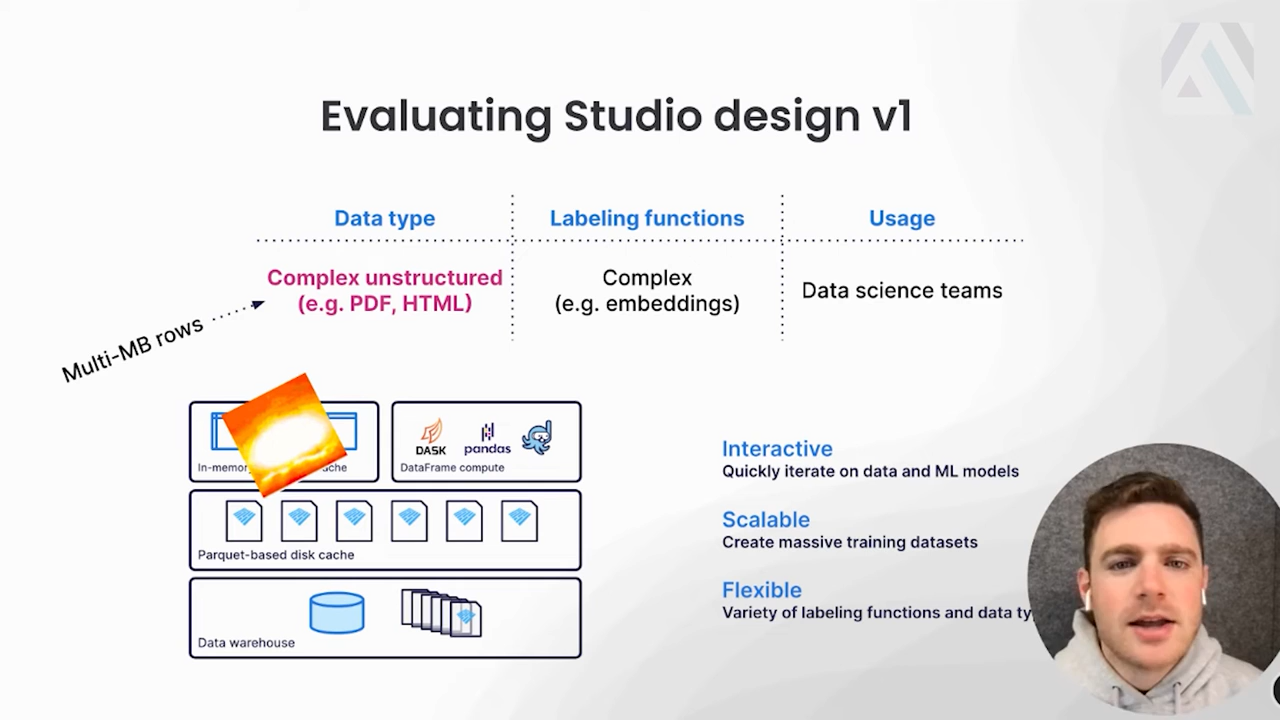 Evaluating Studio design v1
Data type
Labeling functions
Usage
Complex unstructured
(e.g. PDF, HTML)
Complex
(e.g. embeddings)
Data science teams
Multi-MB rows
In-memor
che
DASK
pandas
DataFrame compute
Parquet-based disk cache
Data warehouse
Interactive
Quickly iterate on data and ML models
Scalable
Create massive training datasets
Flexible
Variety of labeling functions and data ty